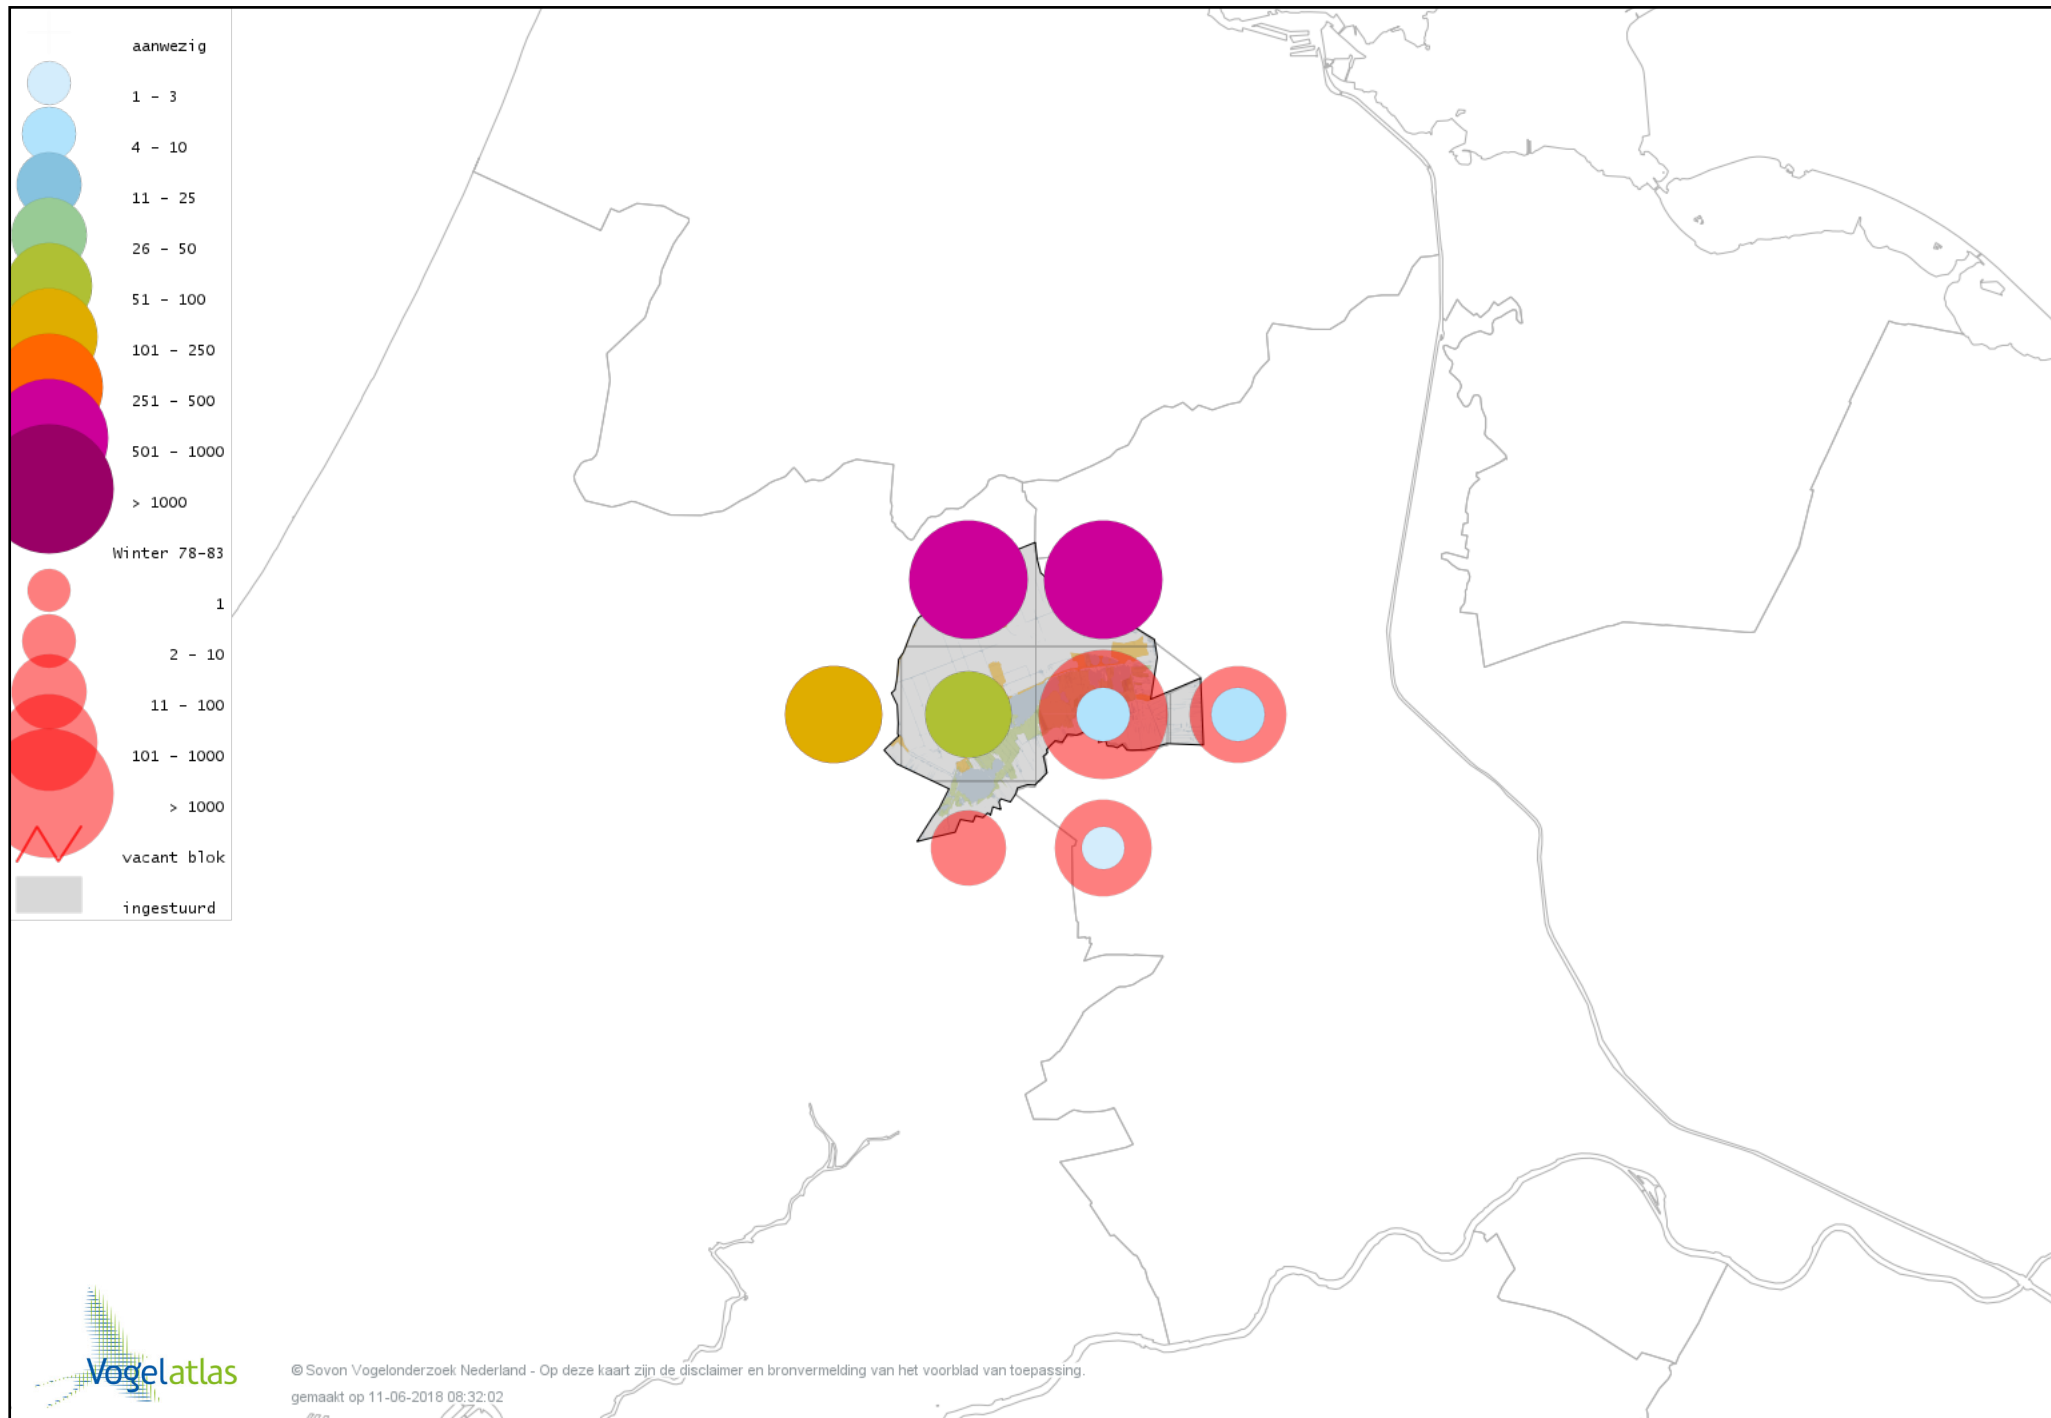 aanwezig
1 - 3
4 - 10
11 - 25
26 - 50
51 - 100
101 - 250
251 - 500
501 - 1000
> 1000
Winter 78-83
1
2 - 10
11 - 100
101 - 1000
> 1000
vacant blok
ingestuurd
Vogelatlas
© Sovon Vogelonderzoek Nederland - Op deze kaart zijn de disclaimer en bronvermelding van het voorblad van toepassing.
gemaakt op 11-06-2018 08:32:02